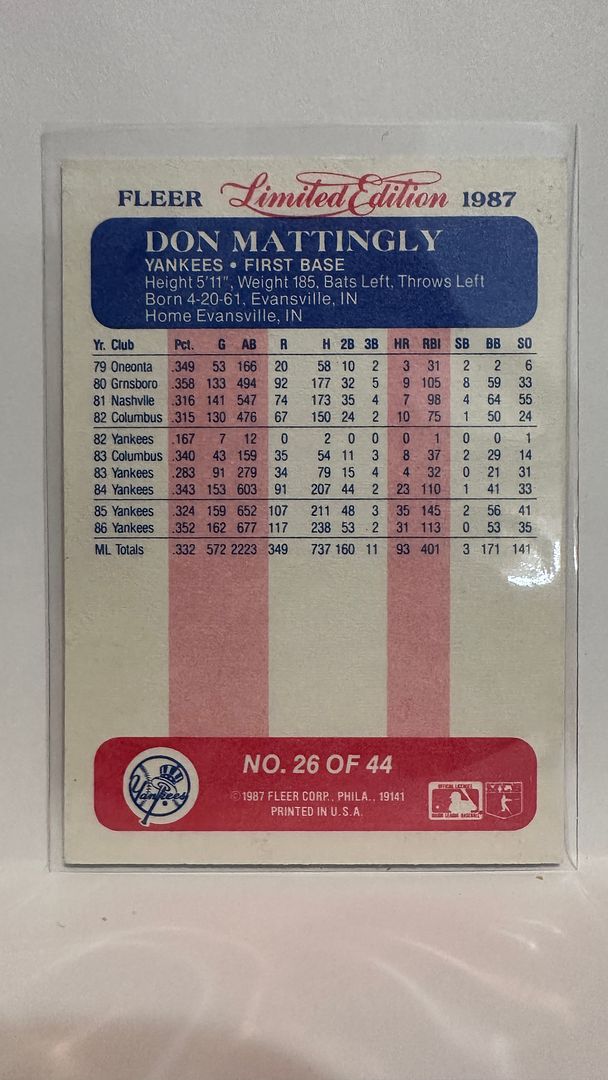 FLEER Limited Edition 1987
DON MATTINGLY
YANKEES • FIRST BASE
Height 5'11", Weight 185, Bats Left, Throws Left
Born 4-20-61, Evansville, IN
Home Evansville, IN
Yr. Club Pct. G AB R H 2B 3B HR RBI SB BB SO
79 Oneonta .349 53 166 20 58 10 2 3 31 2 2 6
80 Grnsboro .358 133 494 92 177 32 5 9 105 8 59 33
81 Nashvlle .316 141 547 74 173 35 4 7 98 4 64 55
82 Columbus .315 130 476 67 150 24 2 10 75 1 50 24
82 Yankees .167 7 12 0 2 0 0 0 1 0 0 1
83 Columbus .340 43 159 35 54 11 3 8 37 2 29 14
83 Yankees .283 91 279 34 79 15 4 4 32 0 21 31
84 Yankees .343 153 603 91 207 44 2 23 110 1 41 33
85 Yankees .324 159 652 107 211 48 3 35 145 2 56 41
86 Yankees .352 162 677 117 238 53 2 31 113 0 53 35
ML Totals .332 572 2223 349 737 160 11 93 401 3 171 141
Yankees
NO. 26 OF 44
©1987 FLEER CORP., PHILA., 19141
PRINTED IN U.S.A.
OFFICIAL LICENSEE
MAJOR LEAGUE BASEBALL